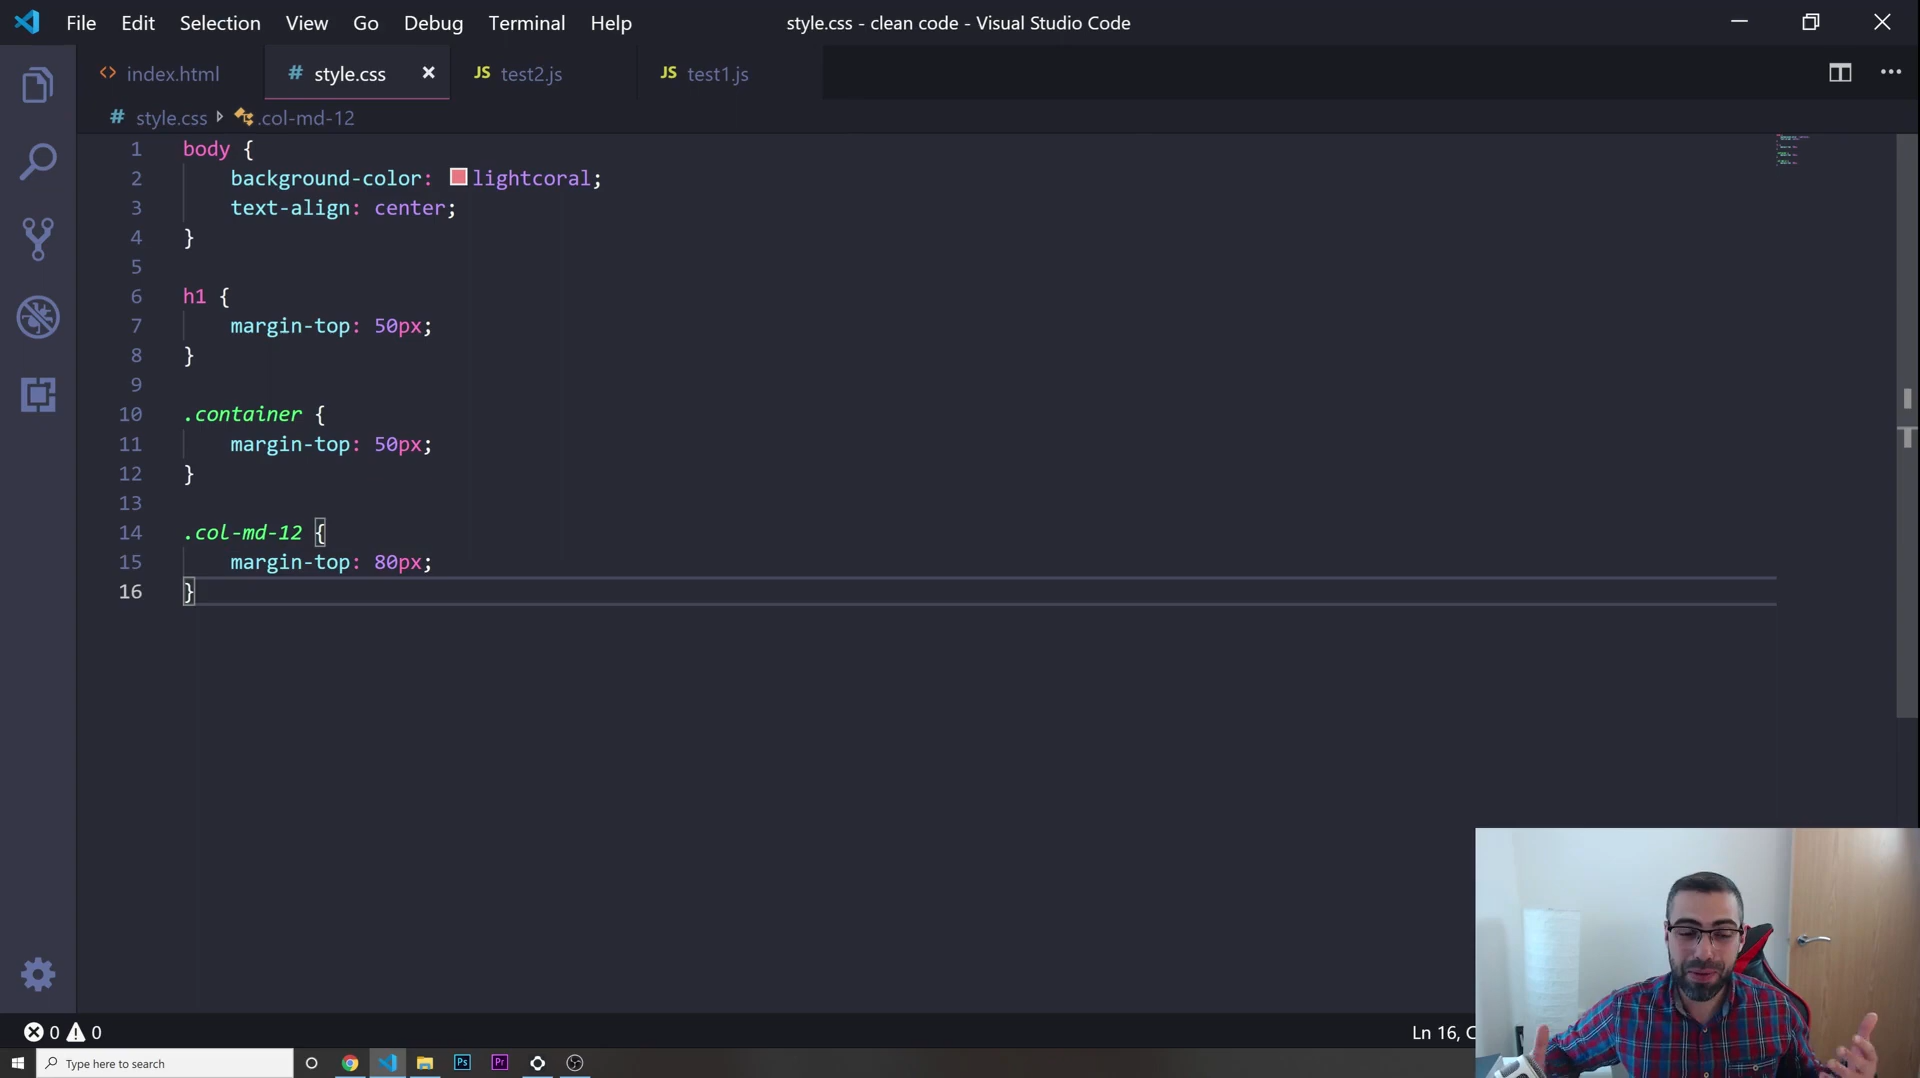 File Edit Selection View Go Debug Terminal Help style.css - clean code - Visual Studio Code
<> index.html # style.css JS test2.js JS test1.js
# style.css .col-md-12
1 body {
2 background-color: lightcoral;
3 text-align: center;
4 }
5
6 h1 {
7 margin-top: 50px;
8 }
9
10 .container {
11 margin-top: 50px;
12 }
13
14 .col-md-12 {
15 margin-top: 80px;
16 }
0 0 Ln 16, C
Type here to search Ps Pr